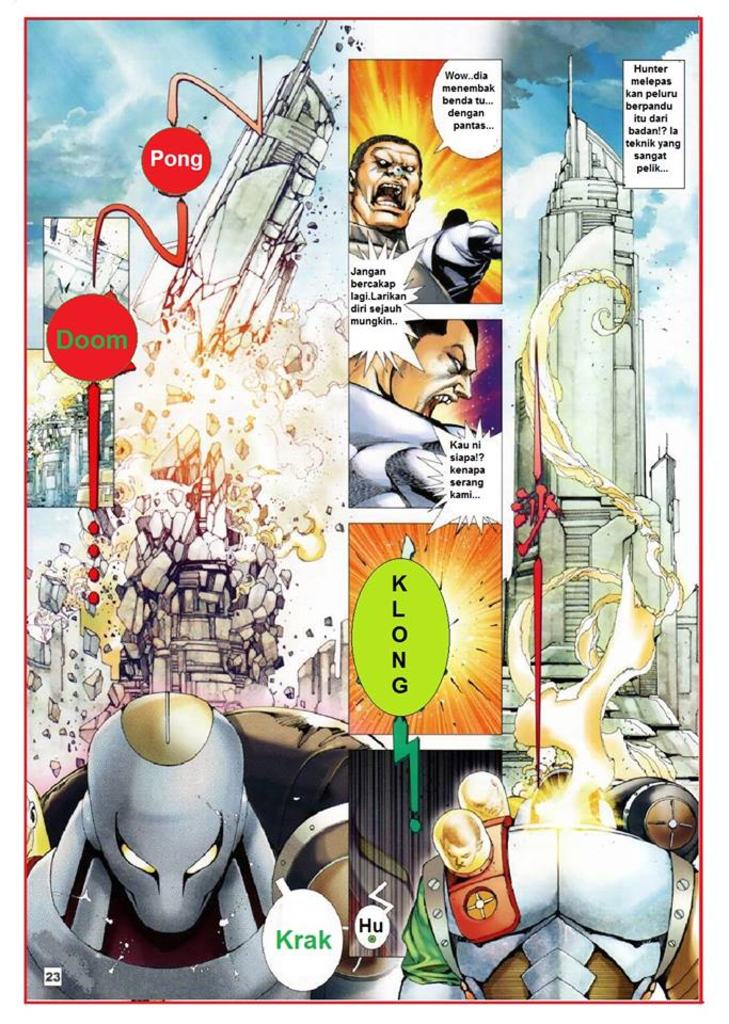 Pong
Doom
Wow..dia
menembak
benda tu...
dengan
pantas...
Jangan
bercakap
lagi.Larikan
diri sejauh
mungkin..
Kau ni
siapa!?
kenapa
serang
kami...
K
L
O
N
G
Hunter
melepas
kan peluru
berpandu
itu dari
badan!? Ia
teknik yang
sangat
pelik...
沙
Krak
Hu
23